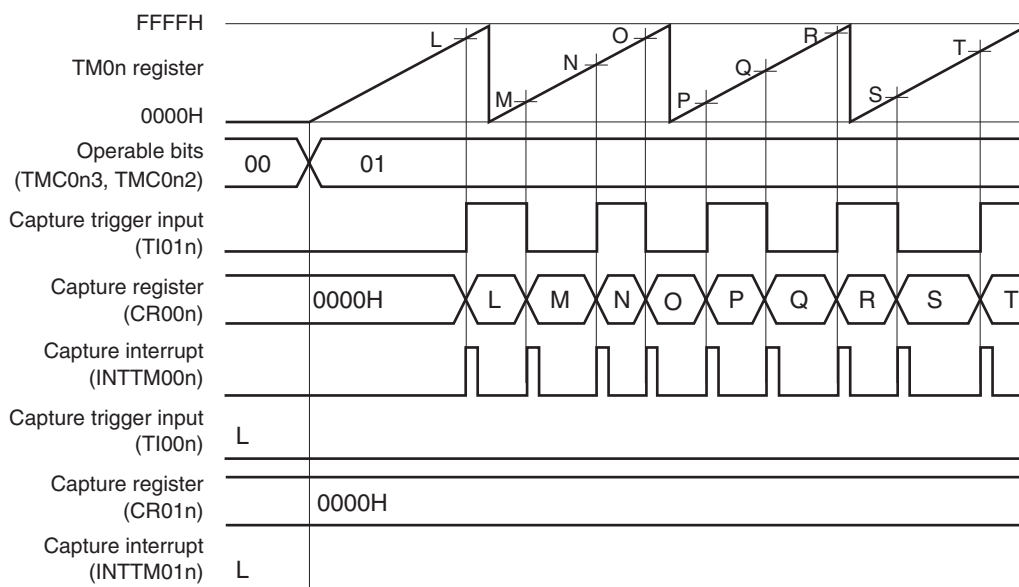 FFFFH
TM0n register
0000H
L
M
N
O
P
Q
R
S
T
Operable bits
(TMC0n3, TMC0n2)
00
01
Capture trigger input
(TI01n)
Capture register
(CR00n)
0000H
L
M
N
O
P
Q
R
S
T
Capture interrupt
(INTTM00n)
Capture trigger input
(TI00n)
L
Capture register
(CR01n)
0000H
Capture interrupt
(INTTM01n)
L